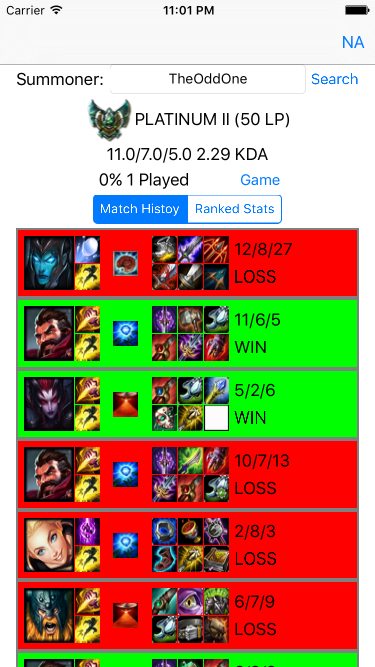 Carrier 11:01 PM
NA
Summoner: TheOddOne Search
PLATINUM II (50 LP)
11.0/7.0/5.0 2.29 KDA
0% 1 Played Game
Match Histoy Ranked Stats
12/8/27
LOSS
11/6/5
WIN
5/2/6
WIN
10/7/13
LOSS
2/8/3
LOSS
6/7/9
LOSS